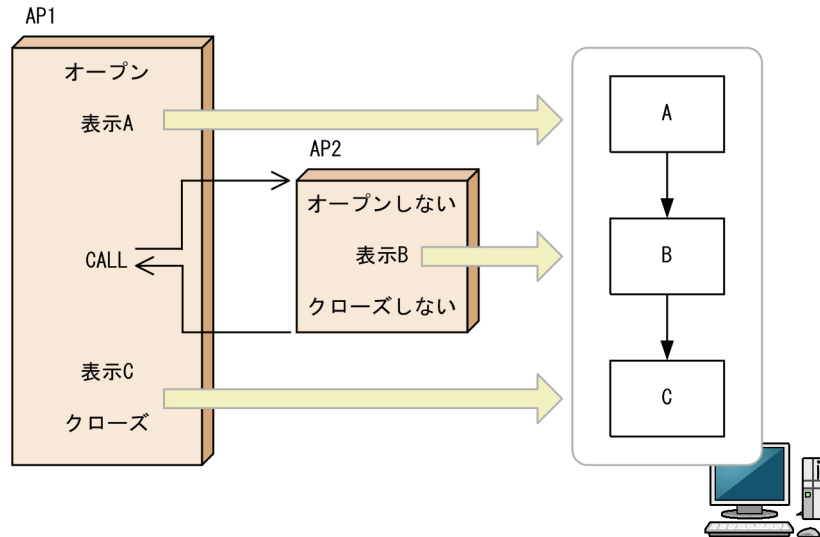 AP1
オープン
表示A
AP2
オープンしない
CALL
表示B
クローズしない
表示C
クローズ
A
B
C